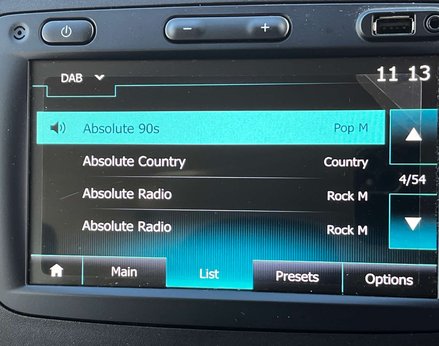 DAB
11 13
Absolute 90s Pop M
Absolute Country Country
Absolute Radio Rock M
4/54
Absolute Radio Rock M
Main List Presets Options